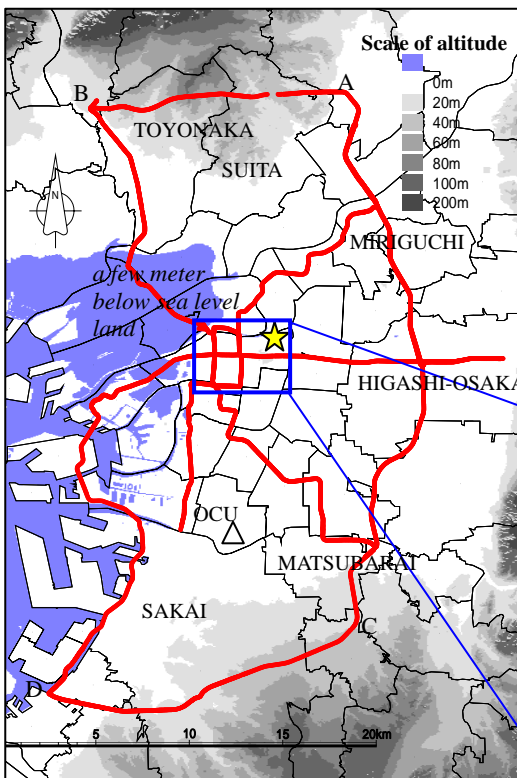 Scale of altitude
0m
20m
40m
60m
80m
100m
200m
A
B
TOYONAKA
SUITA
N
MIRIGUCHI
a few meter
below sea level
land
HIGASHI-OSAKA
OCU
MATSUBARAI
SAKAI
C
D
5 10 15 20km